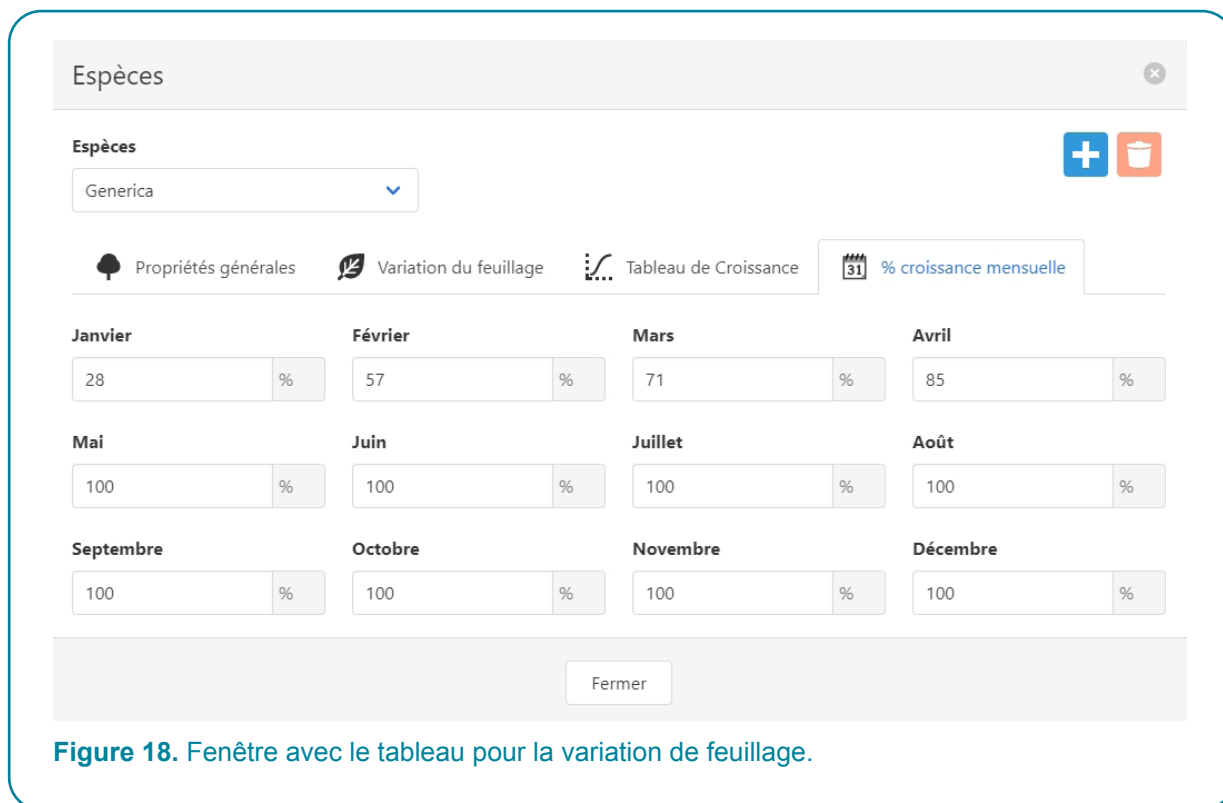 Espèces
Espèces
Generica
Propriétés générales Variation du feuillage Tableau de Croissance 31 % croissance mensuelle
Janvier Février Mars Avril
28 % 57 % 71 % 85 %
Mai Juin Juillet Août
100 % 100 % 100 % 100 %
Septembre Octobre Novembre Décembre
100 % 100 % 100 % 100 %
Fermer
Figure 18. Fenêtre avec le tableau pour la variation de feuillage.